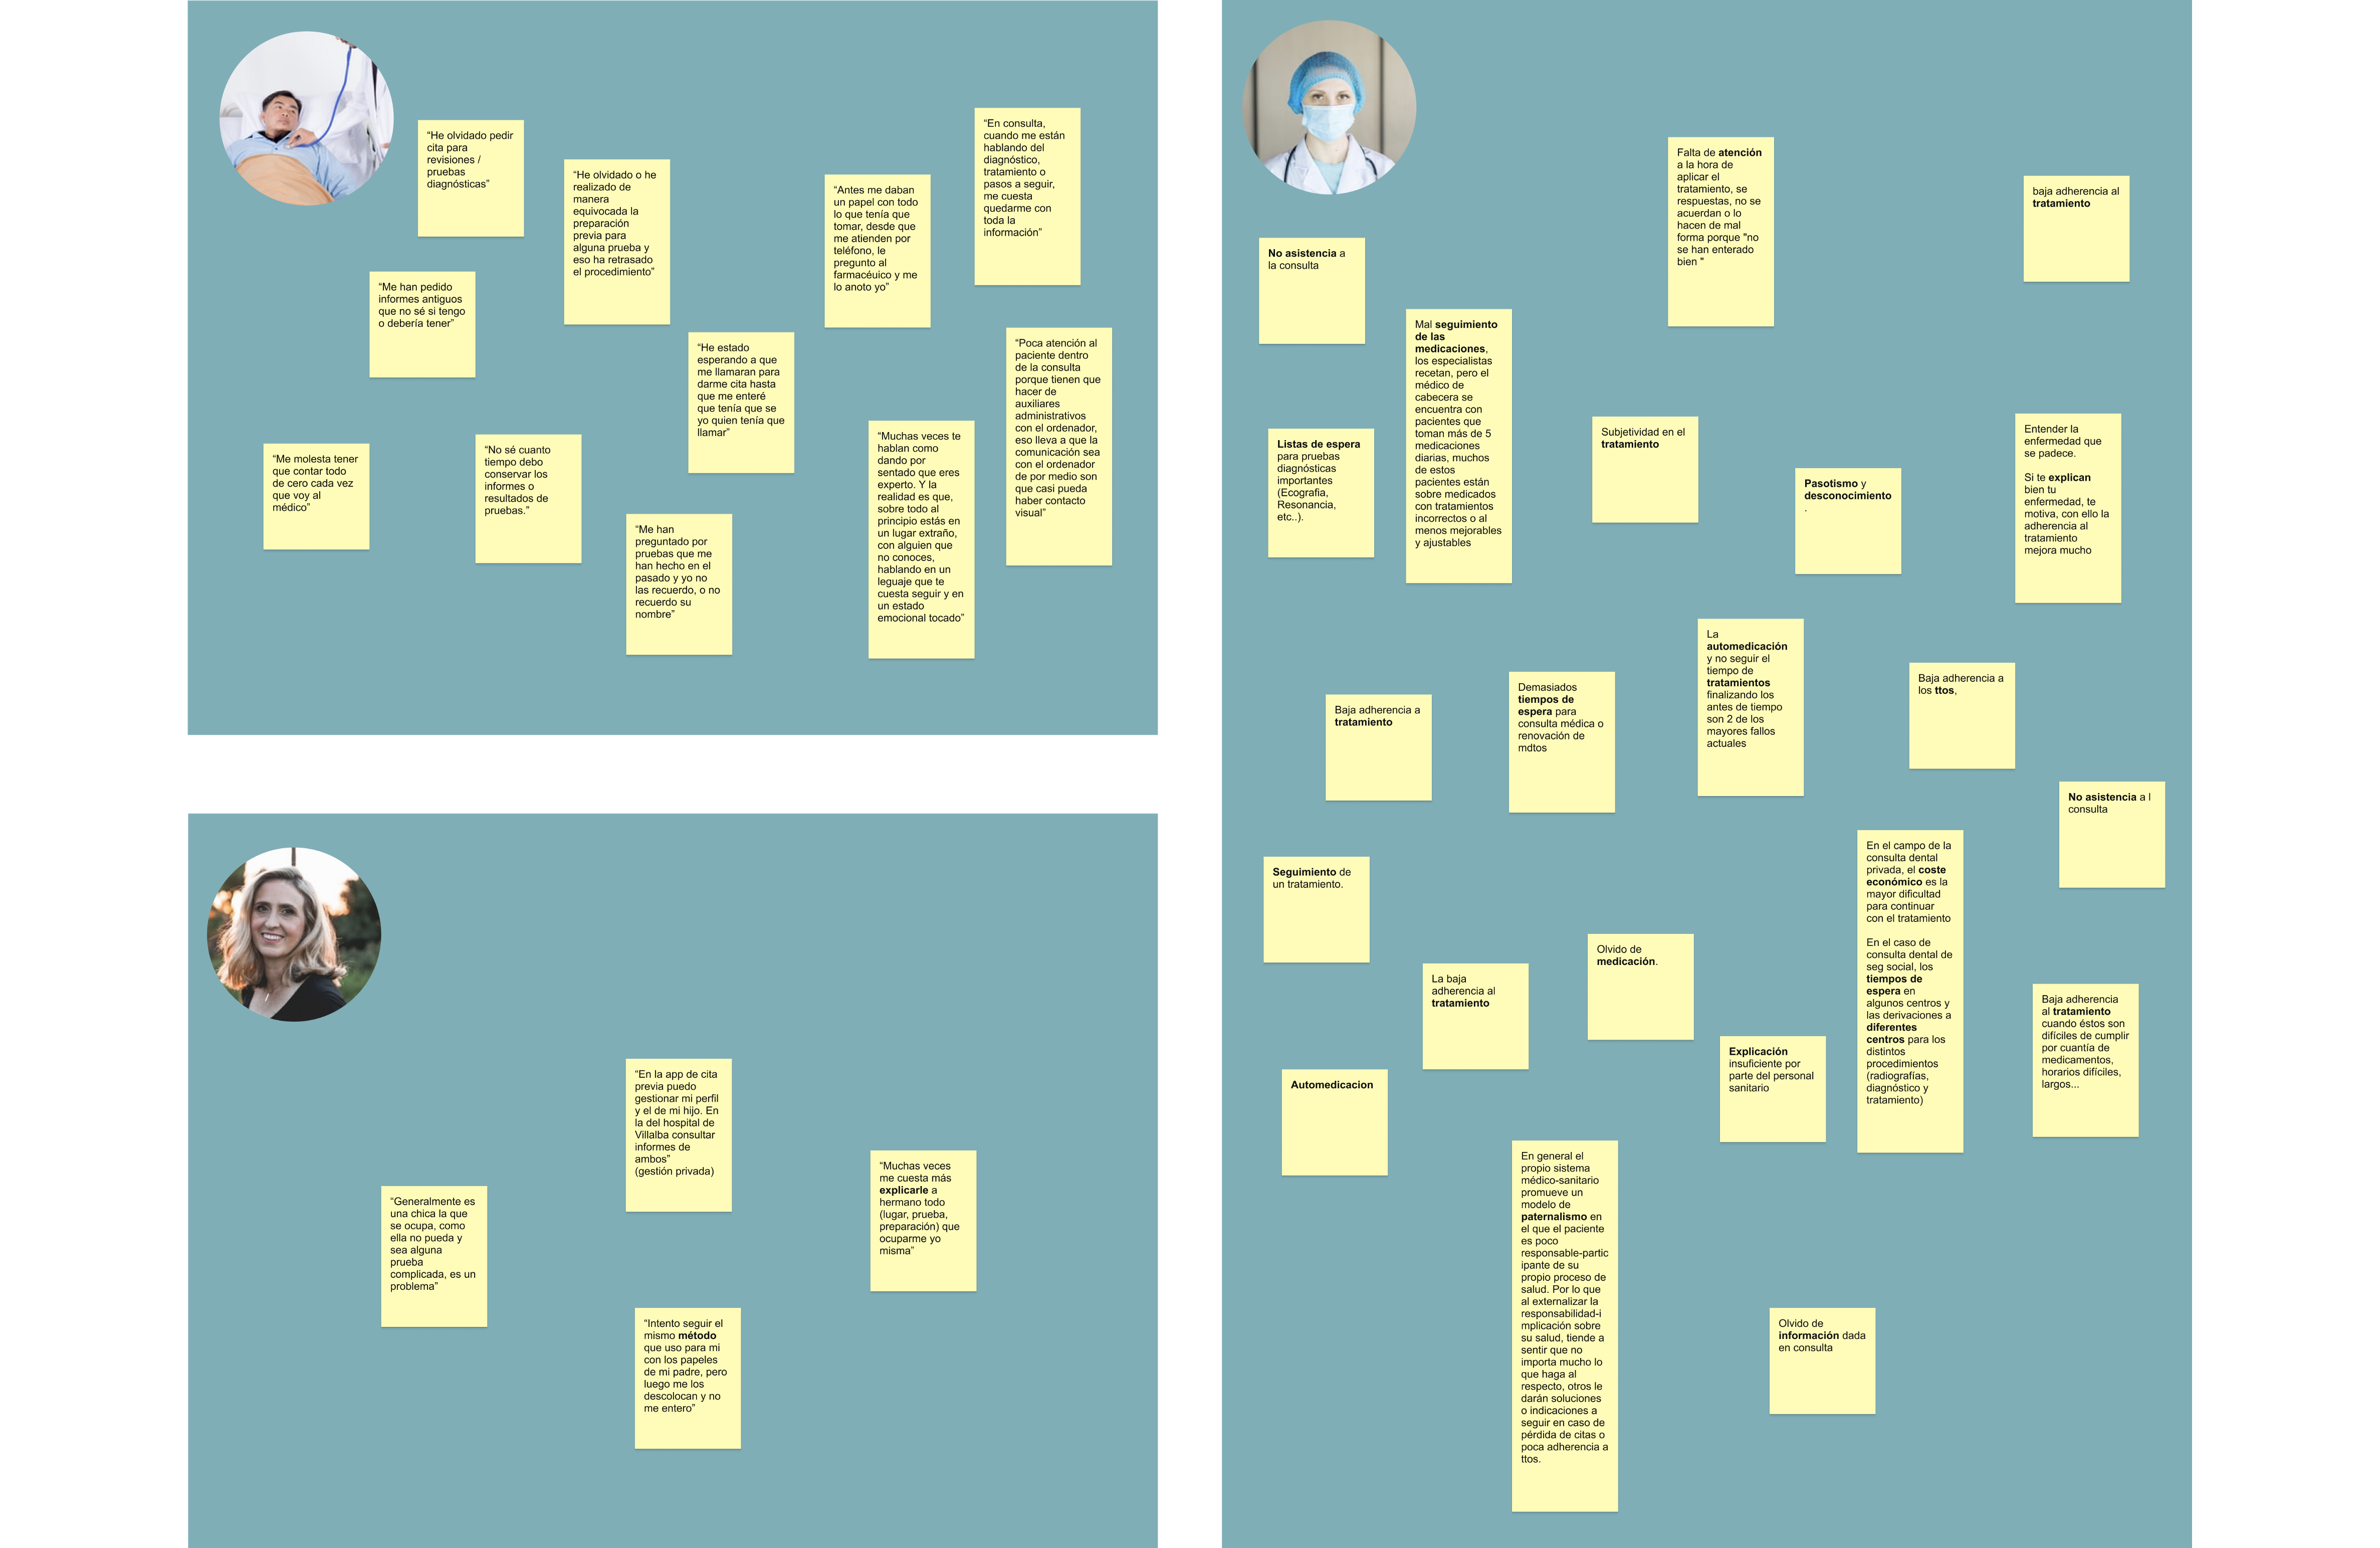 “He olvidado pedir
cita para
revisiones /
pruebas
diagnósticas”
“He olvidado o he
realizado de
manera
equivocada la
preparación
previa para
alguna prueba y
eso ha retrasado
el procedimiento”
“Antes me daban
un papel con todo
lo que tenía que
tomar, desde que
me atienden por
teléfono, le
pregunto al
farmacéuico y me
lo anoto yo”
“En consulta,
cuando me están
hablando del
diagnóstico,
tratamiento o
pasos a seguir,
me cuesta
quedarme con
toda la
información”
“Me han pedido
informes antiguos
que no sé si tengo
o debería tener”
“He estado
esperando a que
me llamaran para
darme cita hasta
que me enteré
que tenía que se
yo quien tenía que
llamar”
“Poca atención al
paciente dentro
de la consulta
porque tienen que
hacer de
auxiliares
administrativos
con el ordenador,
eso lleva a que la
comunicación sea
con el ordenador
de por medio son
que casi pueda
haber contacto
visual”
“Me molesta tener
que contar todo
de cero cada vez
que voy al
médico”
“No sé cuanto
tiempo debo
conservar los
informes o
resultados de
pruebas.”
“Muchas veces te
hablan como
dando por
sentado que eres
experto. Y la
realidad es que,
sobre todo al
principio estás en
un lugar extraño,
con alguien que
no conoces,
hablando en un
leguaje que te
cuesta seguir y en
un estado
emocional tocado”
“Me han
preguntado por
pruebas que me
han hecho en el
pasado y yo no
las recuerdo, o no
recuerdo su
nombre”
“En la app de cita
previa puedo
gestionar mi perfil
y el de mi hijo. En
la del hospital de
Villalba consultar
informes de
ambos”
(gestión privada)
“Muchas veces
me cuesta más
explicarle a
hermano todo
(lugar, prueba,
preparación) que
ocuparme yo
misma”
“Generalmente es
una chica la que
se ocupa, como
ella no pueda y
sea alguna
prueba
complicada, es un
problema”
“Intento seguir el
mismo método
que uso para mi
con los papeles
de mi padre, pero
luego me los
descolocan y no
me entero”
Falta de atención
a la hora de
aplicar el
tratamiento, se
respuestas, no se
acuerdan o lo
hacen de mal
forma porque "no
se han enterado
bien "
baja adherencia al
tratamiento
No asistencia a
la consulta
Mal seguimiento
de las
medicaciones,
los especialistas
recetan, pero el
médico de
cabecera se
encuentra con
pacientes que
toman más de 5
medicaciones
diarias, muchos
de estos
pacientes están
sobre medicados
con tratamientos
incorrectos o al
menos mejorables
y ajustables
Listas de espera
para pruebas
diagnósticas
importantes
(Ecografia,
Resonancia,
etc..).
Subjetividad en el
tratamiento
Pasotismo y
desconocimiento
.
Entender la
enfermedad que
se padece.
Si te explican
bien tu
enfermedad, te
motiva, con ello la
adherencia al
tratamiento
mejora mucho
La
automedicación
y no seguir el
tiempo de
tratamientos
finalizando los
antes de tiempo
son 2 de los
mayores fallos
actuales
Baja adherencia a
los ttos,
Baja adherencia a
tratamiento
Demasiados
tiempos de
espera para
consulta médica o
renovación de
mdtos
No asistencia a l
consulta
Seguimiento de
un tratamiento.
En el campo de la
consulta dental
privada, el coste
económico es la
mayor dificultad
para continuar
con el tratamiento
En el caso de
consulta dental de
seg social, los
tiempos de
espera en
algunos centros y
las derivaciones a
diferentes
centros para los
distintos
procedimientos
(radiografías,
diagnóstico y
tratamiento)
Olvido de
medicación.
La baja
adherencia al
tratamiento
Baja adherencia
al tratamiento
cuando éstos son
difíciles de cumplir
por cuantía de
medicamentos,
horarios difíciles,
largos...
Explicación
insuficiente por
parte del personal
sanitario
Automedicacion
En general el
propio sistema
médico-sanitario
promueve un
modelo de
paternalismo en
el que el paciente
es poco
responsable-partic
ipante de su
propio proceso de
salud. Por lo que
al externalizar la
responsabilidad-i
mplicación sobre
su salud, tiende a
sentir que no
importa mucho lo
que haga al
respecto, otros le
darán soluciones
o indicaciones a
seguir en caso de
pérdida de citas o
poca adherencia a
ttos.
Olvido de
información dada
en consulta